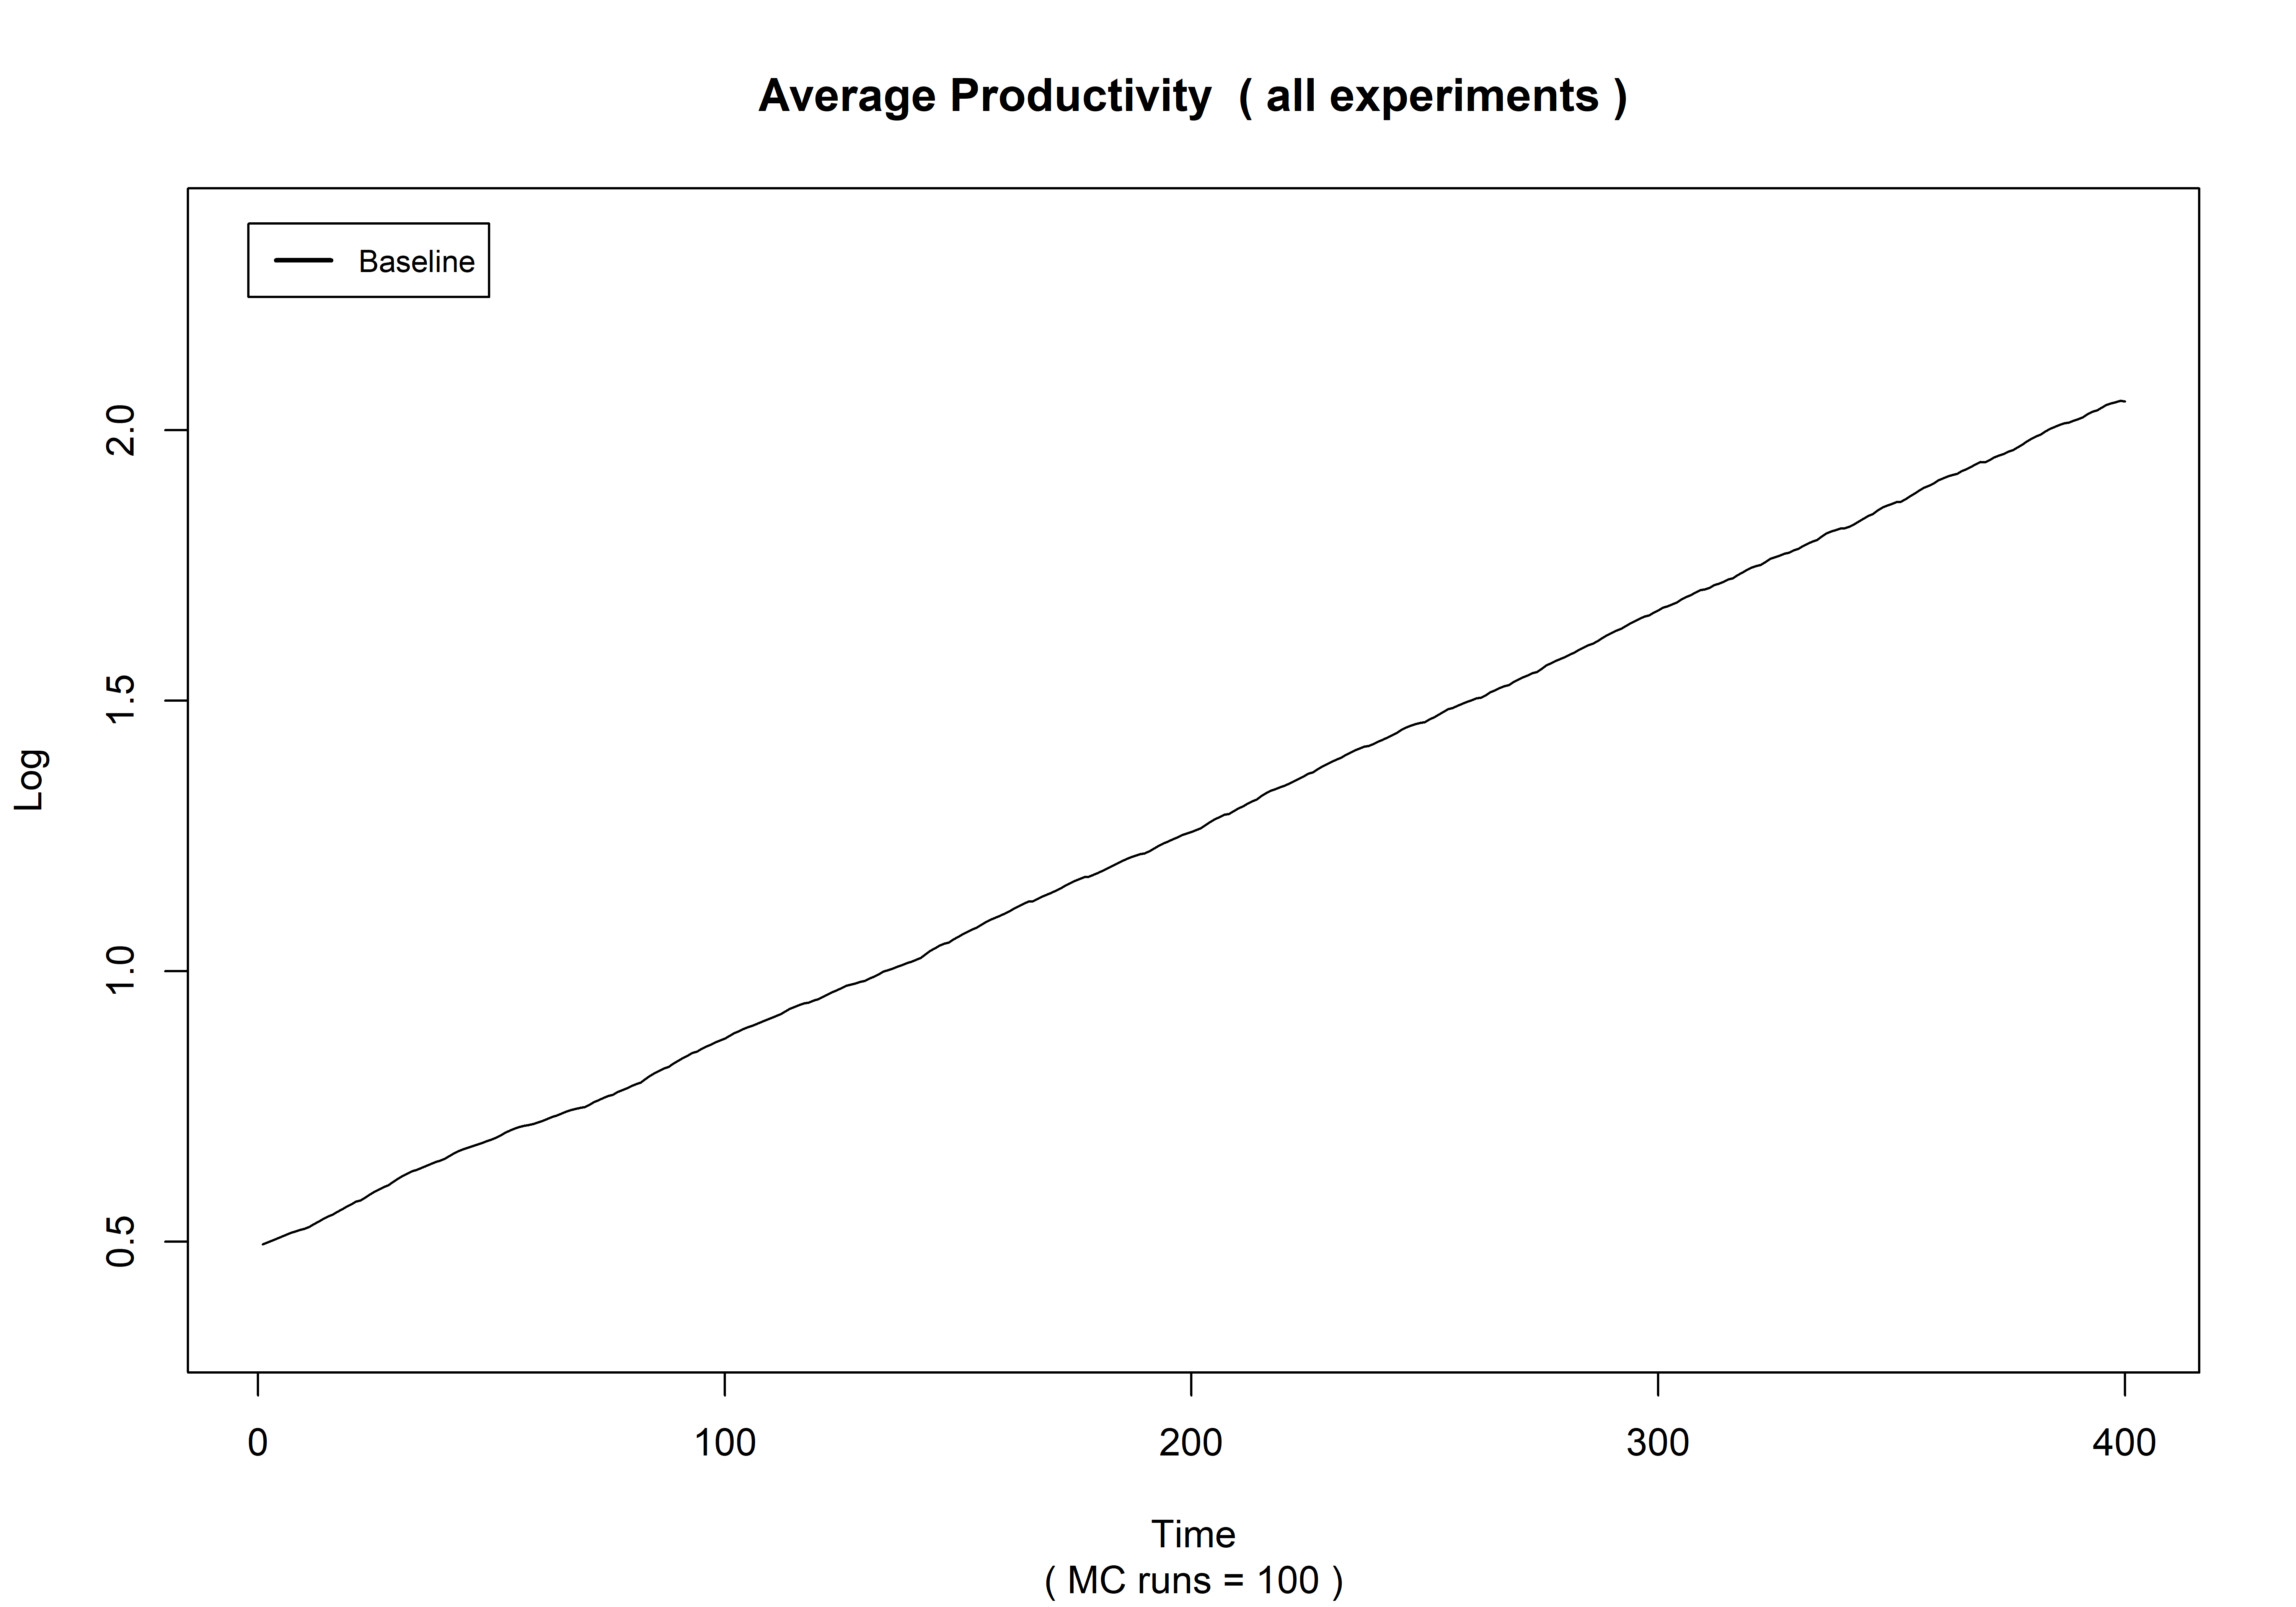 Average Productivity ( all experiments )
Baseline
Log
2.0
1.5
1.0
0.5
0 100 200 300 400
Time
( MC runs = 100 )